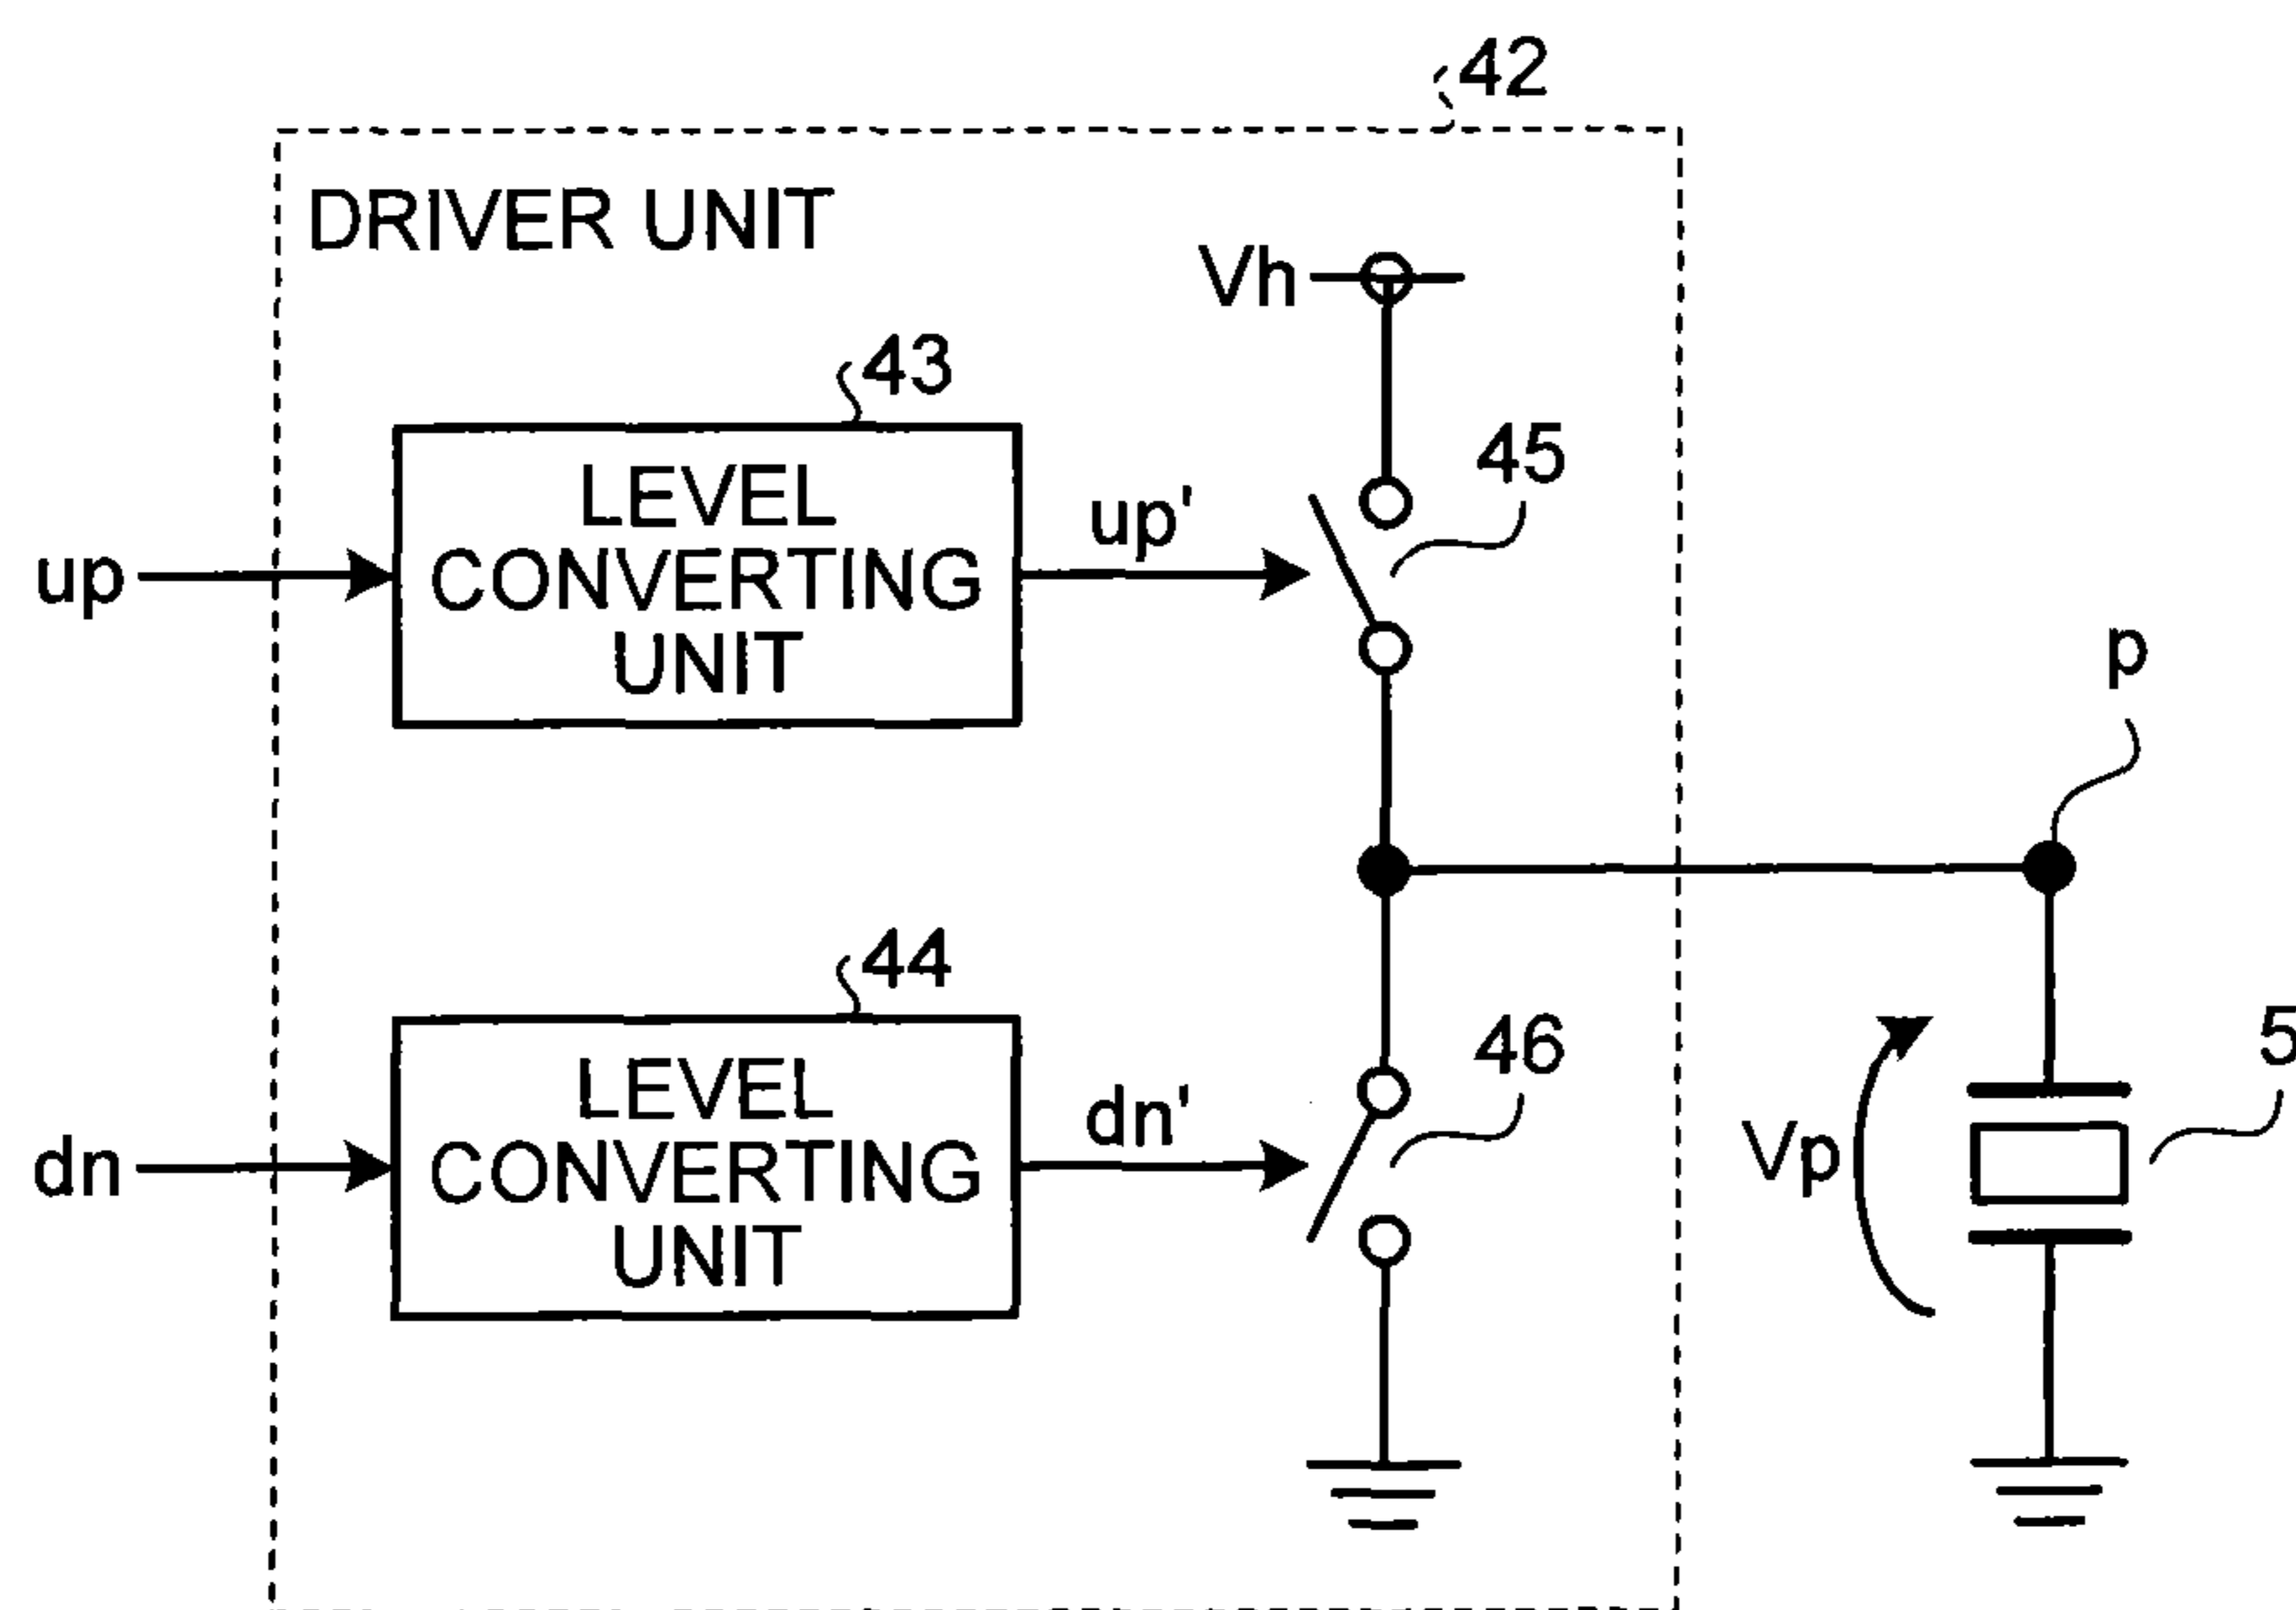 42
DRIVER UNIT
Vh
43
45
LEVEL
CONVERTING
UNIT
up
up'
p
44
46
5
LEVEL
CONVERTING
UNIT
dn
dn'
Vp